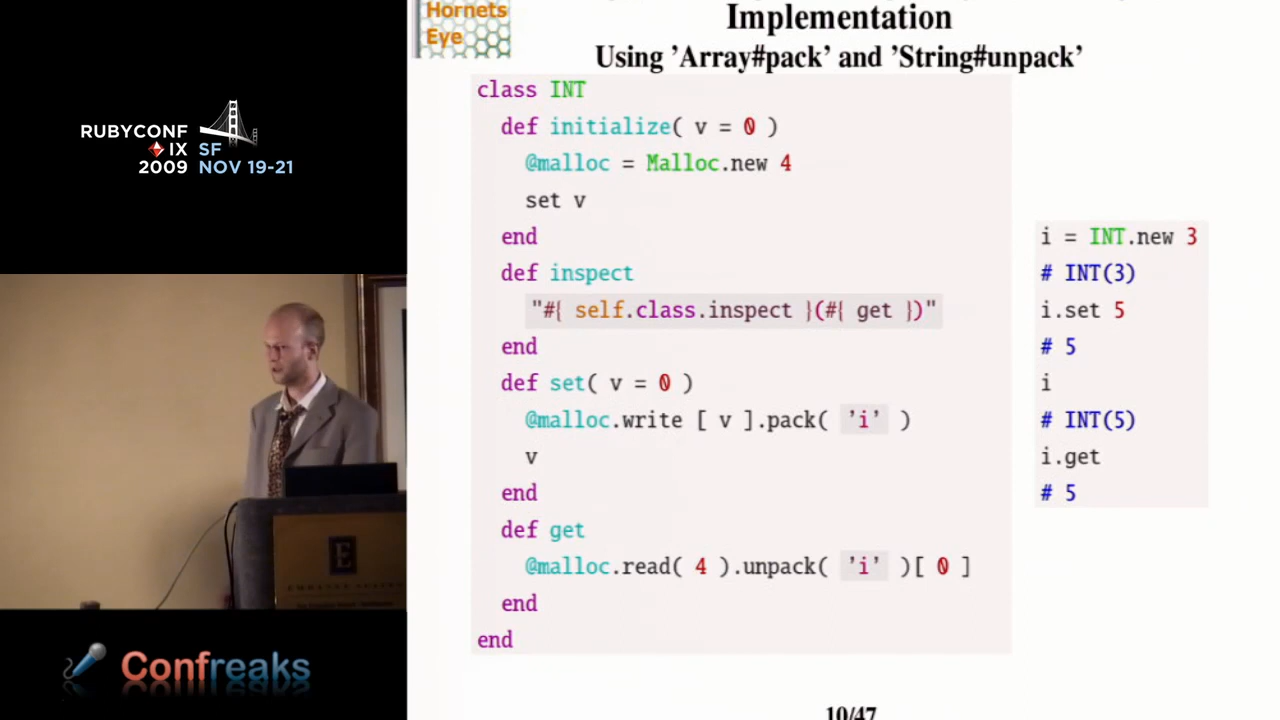 RUBYCONF
IX SF
2009 NOV 19-21
Confreaks
Hornets
Eye
Implementation
Using ’Array#pack’ and ’String#unpack’
class INT
def initialize( v = 0 )
@malloc = Malloc.new 4
set v
end
def inspect
"#{ self.class.inspect }(#{ get })"
end
def set( v = 0 )
@malloc.write [ v ].pack( ’i’ )
v
end
def get
@malloc.read( 4 ).unpack( ’i’ )[ 0 ]
end
end
i = INT.new 3
# INT(3)
i.set 5
# 5
i
# INT(5)
i.get
# 5
10/47
E